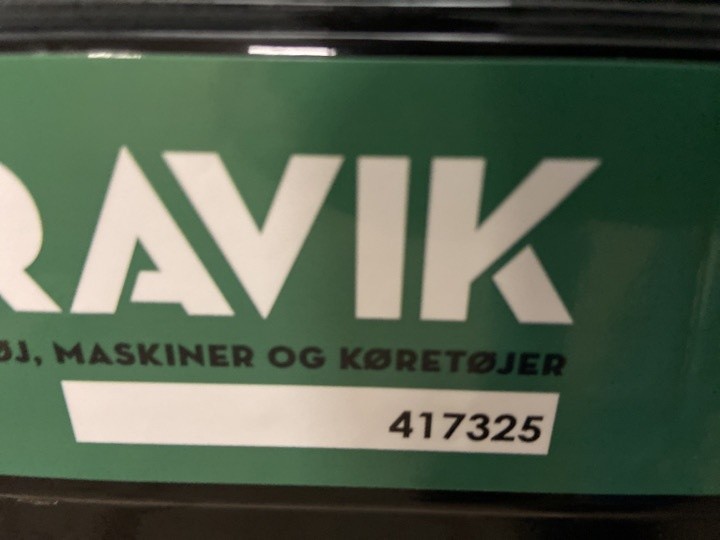 RAVIK
ØJ, MASKINER OG KØRETØJER
417325